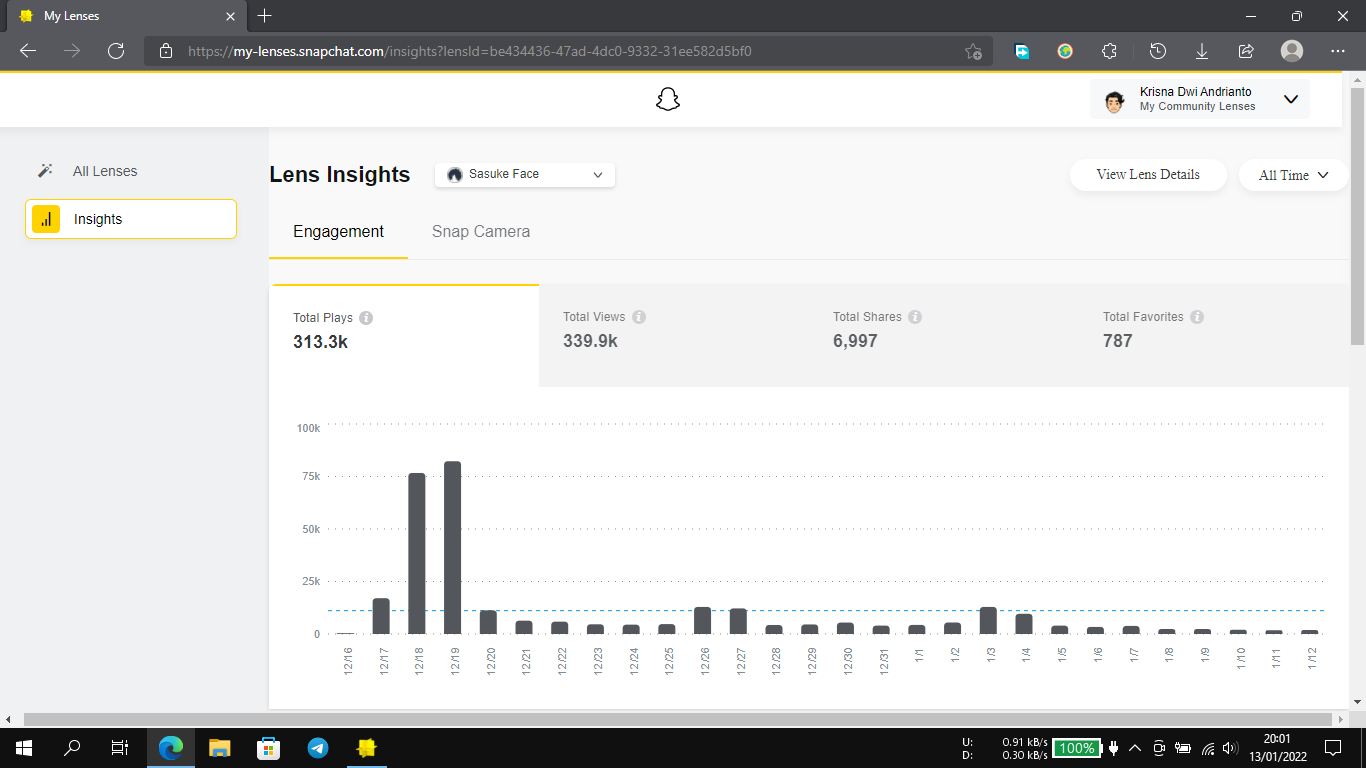 My Lenses
https://my-lenses.snapchat.com/insights?lensId=be434436-47ad-4dc0-9332-31ee582d5bf0
Krisna Dwi Andrianto
My Community Lenses
All Lenses
Insights
Lens Insights
Sasuke Face
View Lens Details
All Time
Engagement
Snap Camera
Total Plays
313.3k
Total Views
339.9k
Total Shares
6,997
Total Favorites
787
100k
75k
50k
25k
0
12/16
12/17
12/18
12/19
12/20
12/21
12/22
12/23
12/24
12/25
12/26
12/27
12/28
12/29
12/30
12/31
1/1
1/2
1/3
1/4
1/5
1/6
1/7
1/8
1/9
1/10
1/11
1/12
U: 0.91 kB/s
D: 0.30 kB/s
100%
20:01
13/01/2022